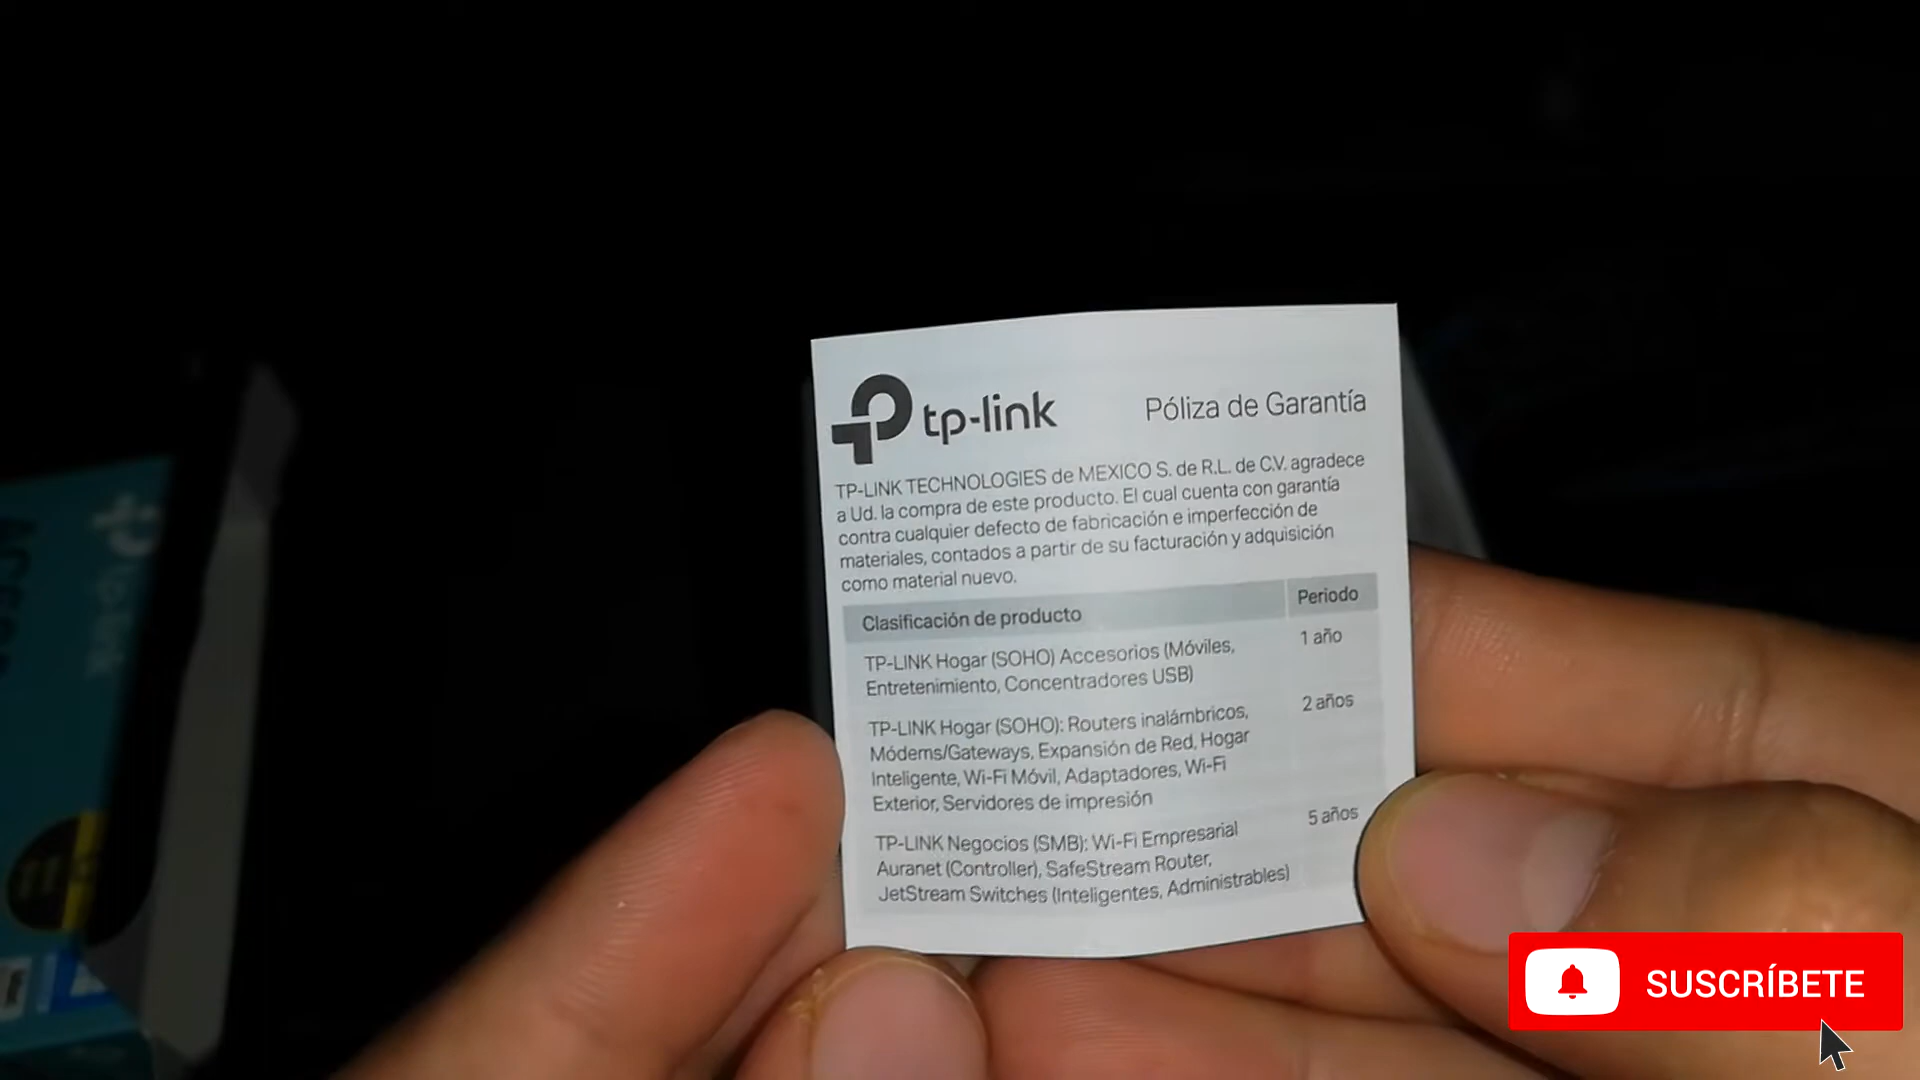 tp-link
Póliza de Garantía
TP-LINK TECHNOLOGIES de MEXICO S. de R.L. de C.V. agradece
a Ud. la compra de este producto. El cual cuenta con garantía
contra cualquier defecto de fabricación e imperfección de
materiales, contados a partir de su facturación y adquisición
como material nuevo.
Clasificación de producto Periodo
TP-LINK Hogar (SOHO) Accesorios (Móviles, 1 año
Entretenimiento, Concentradores USB)
TP-LINK Hogar (SOHO): Routers inalámbricos, 2 años
Módems/Gateways, Expansión de Red, Hogar
Inteligente, Wi-Fi Móvil, Adaptadores, Wi-Fi
Exterior, Servidores de impresión
TP-LINK Negocios (SMB): Wi-Fi Empresarial 5 años
Auranet (Controller), SafeStream Router,
JetStream Switches (Inteligentes, Administrables)
SUSCRÍBETE